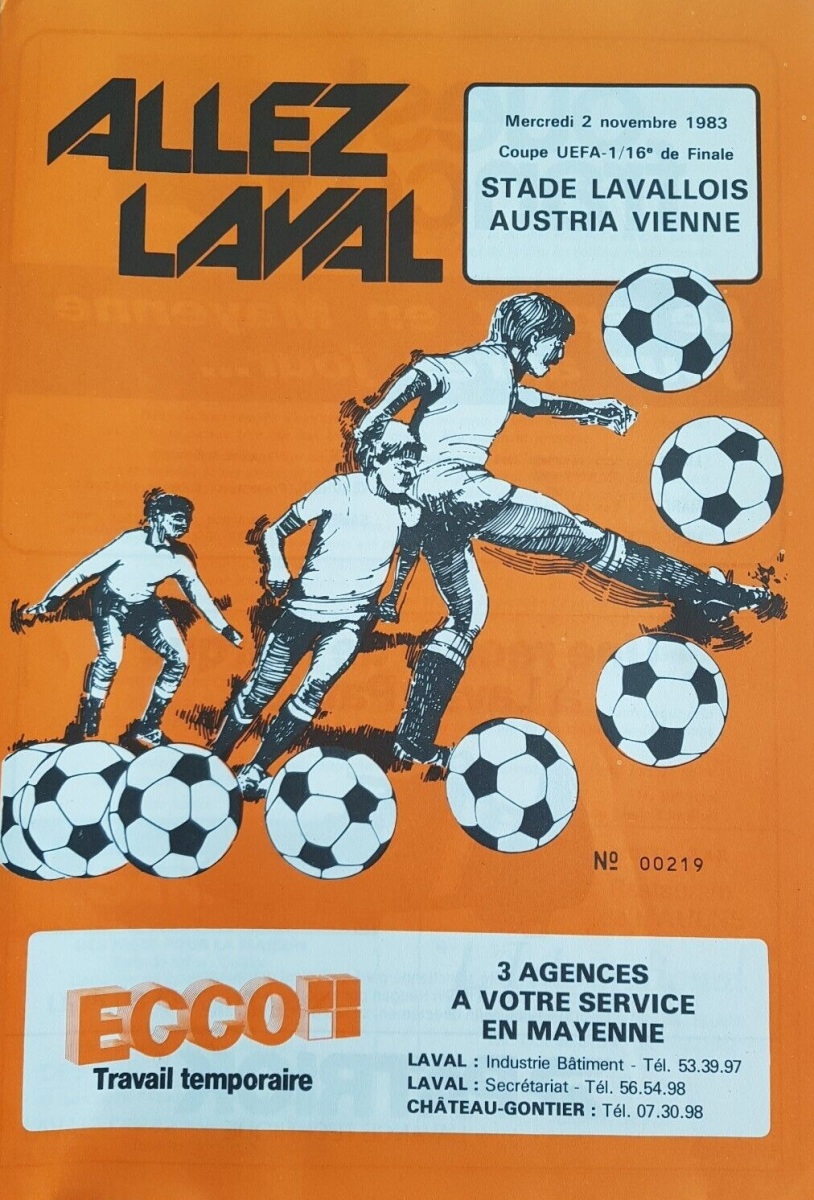 ALLEZ
LAVAL
Mercredi 2 novembre 1983
Coupe UEFA-1/16e de Finale
STADE LAVALLOIS
AUSTRIA VIENNE
Nº 00219
ECCO
Travail temporaire
3 AGENCES
A VOTRE SERVICE
EN MAYENNE
LAVAL : Industrie Bâtiment - Tél. 53.39.97
LAVAL : Secrétariat - Tél. 56.54.98
CHÂTEAU-GONTIER : Tél. 07.30.98